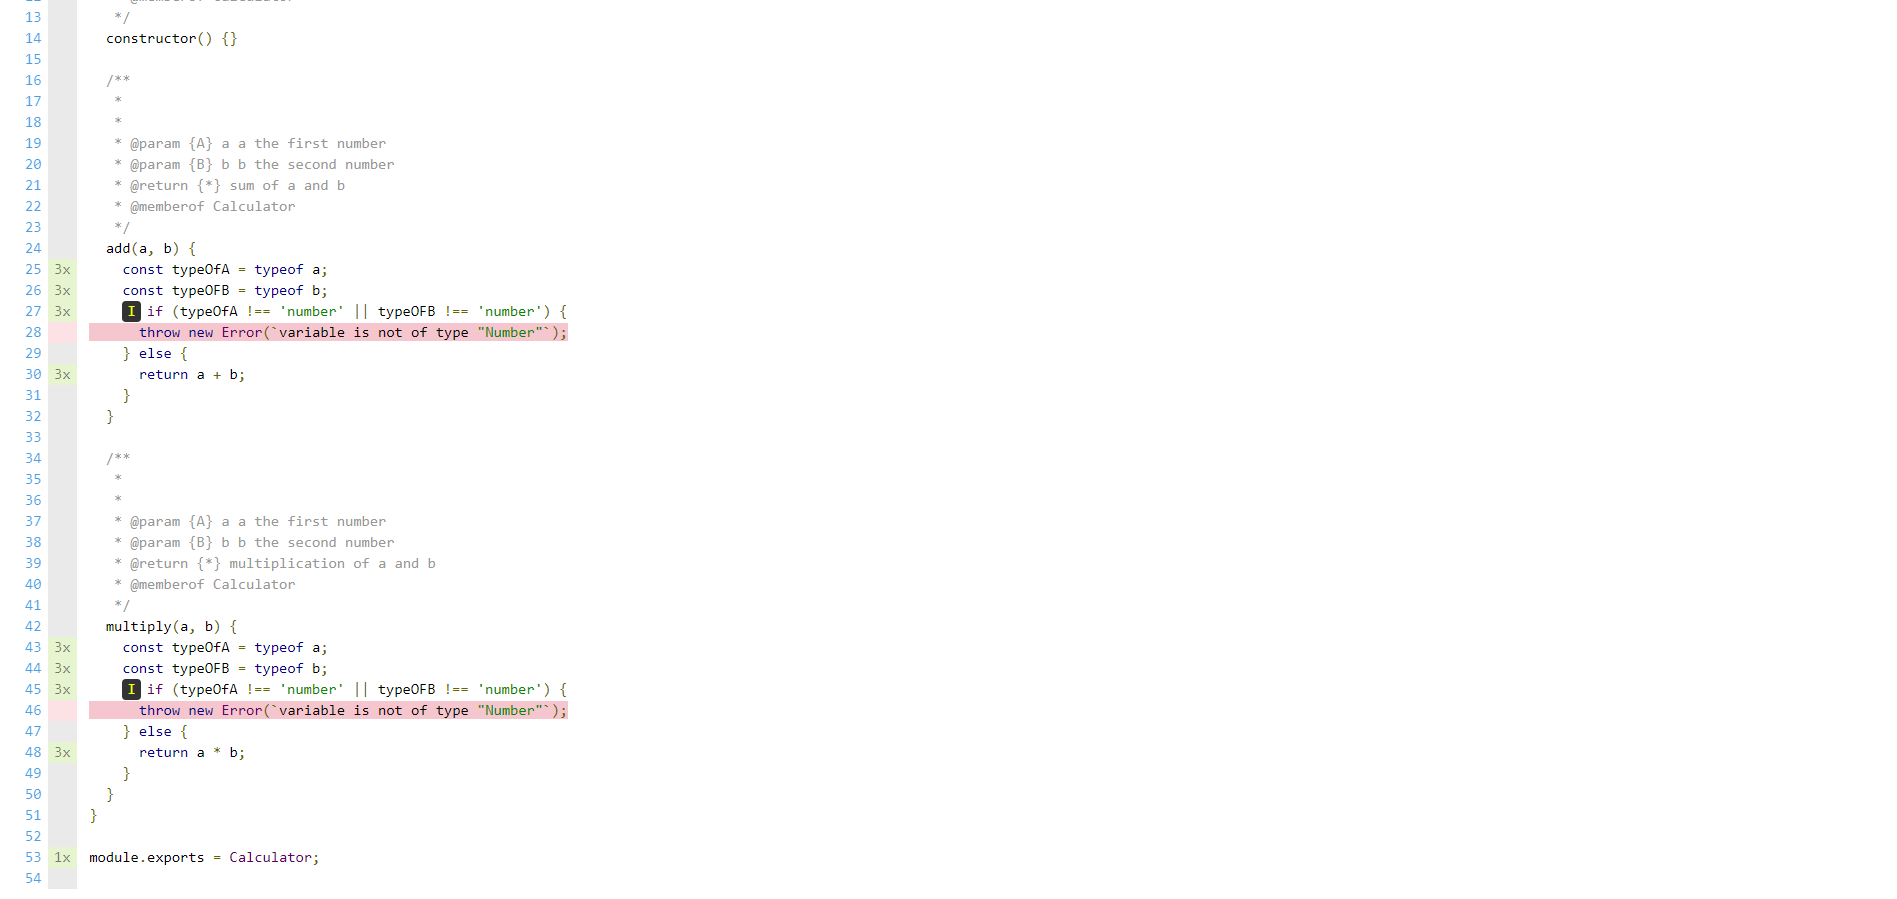 13 */
14 constructor() {}
15
16 /**
17 *
18 *
19 * @param {A} a a the first number
20 * @param {B} b b the second number
21 * @return {*} sum of a and b
22 * @memberof Calculator
23 */
24 add(a, b) {
25 3x const typeOfA = typeof a;
26 3x const typeOFB = typeof b;
27 3x I if (typeOfA !== 'number' || typeOFB !== 'number') {
28 throw new Error(`variable is not of type "Number"`);
29 } else {
30 3x return a + b;
31 }
32 }
33
34 /**
35 *
36 *
37 * @param {A} a a the first number
38 * @param {B} b b the second number
39 * @return {*} multiplication of a and b
40 * @memberof Calculator
41 */
42 multiply(a, b) {
43 3x const typeOfA = typeof a;
44 3x const typeOFB = typeof b;
45 3x I if (typeOfA !== 'number' || typeOFB !== 'number') {
46 throw new Error(`variable is not of type "Number"`);
47 } else {
48 3x return a * b;
49 }
50 }
51 }
52
53 1x module.exports = Calculator;
54